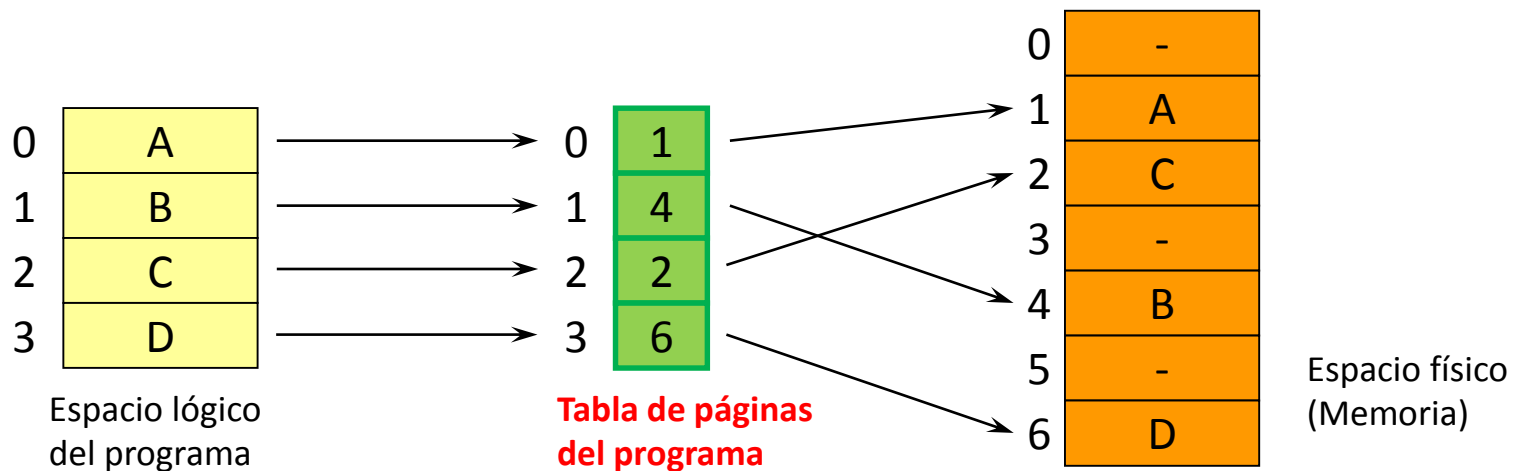 0 A
1 B
2 C
3 D
Espacio lógico
del programa
0 1
1 4
2 2
3 6
Tabla de páginas
del programa
0 -
1 A
2 C
3 -
4 B
5 -
6 D
Espacio físico
(Memoria)